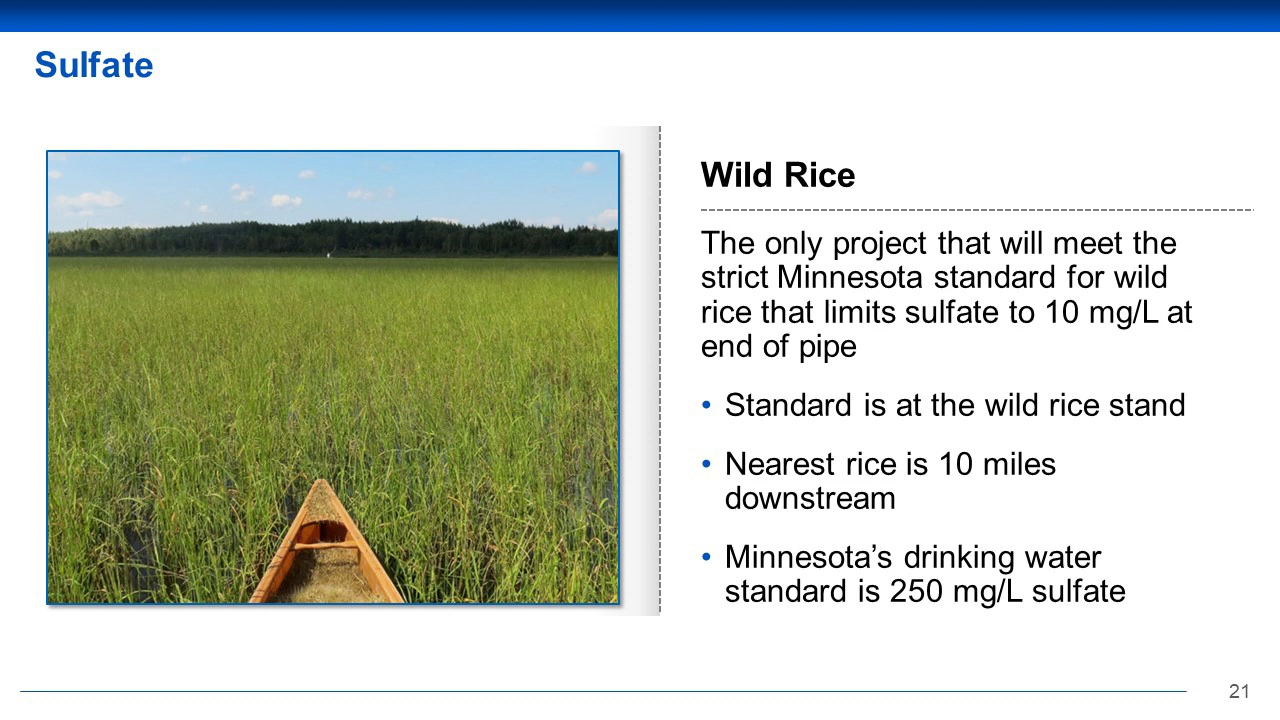 Sulfate
Wild Rice
The only project that will meet the
strict Minnesota standard for wild
rice that limits sulfate to 10 mg/L at
end of pipe
• Standard is at the wild rice stand
• Nearest rice is 10 miles
downstream
• Minnesota’s drinking water
standard is 250 mg/L sulfate
21